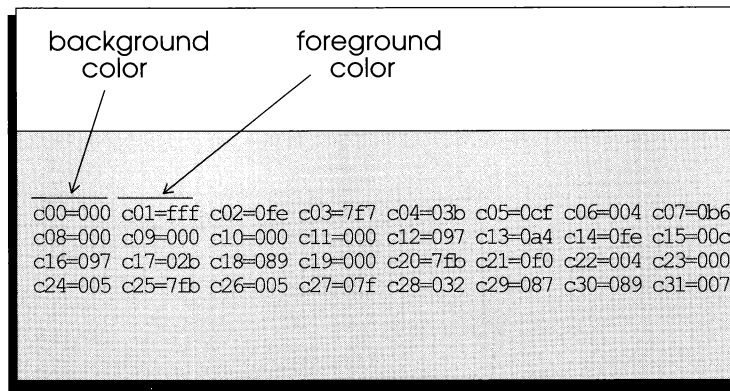 background color
foreground color
c00=000 c01=fff c02=0fe c03=7f7 c04=03b c05=0cf c06=004 c07=0b6
c08=000 c09=000 c10=000 c11=000 c12=097 c13=0a4 c14=0fe c15=00c
c16=097 c17=02b c18=089 c19=000 c20=7fb c21=0f0 c22=004 c23=000
c24=005 c25=7fb c26=005 c27=07f c28=032 c29=087 c30=089 c31=007